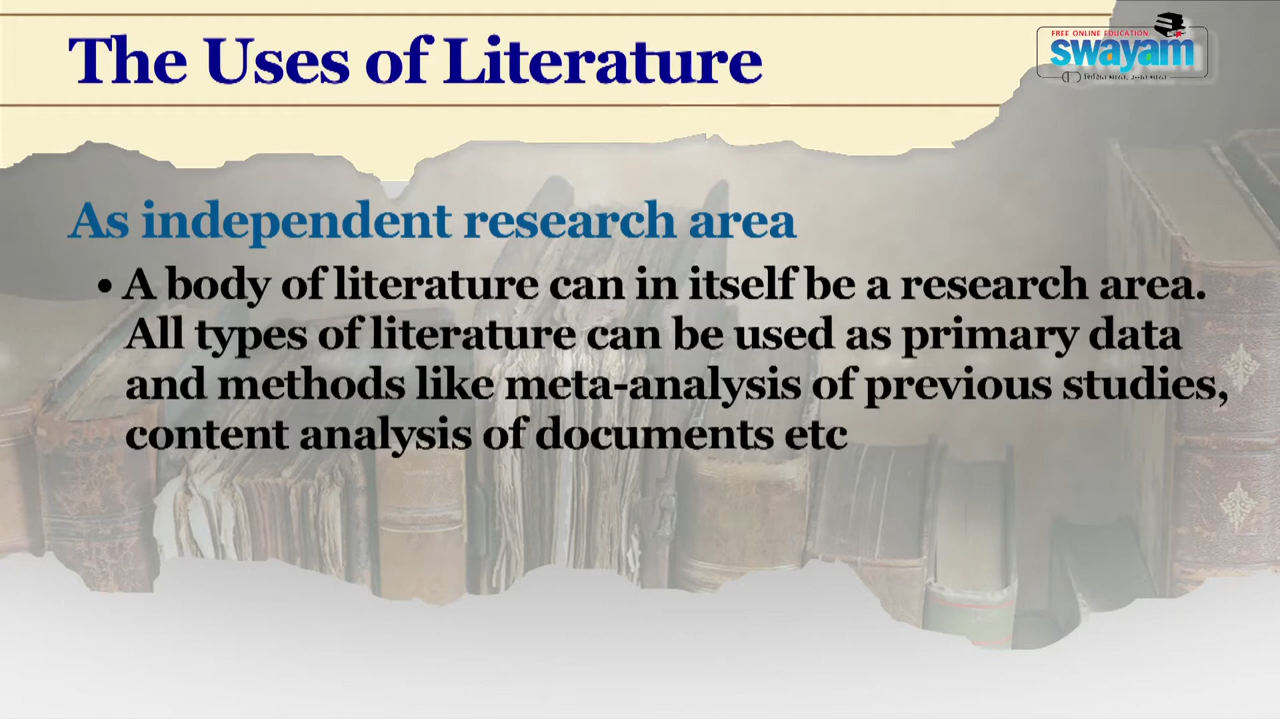 The Uses of Literature
FREE ONLINE EDUCATION
swayam
As independent research area
• A body of literature can in itself be a research area.
All types of literature can be used as primary data
and methods like meta-analysis of previous studies,
content analysis of documents etc